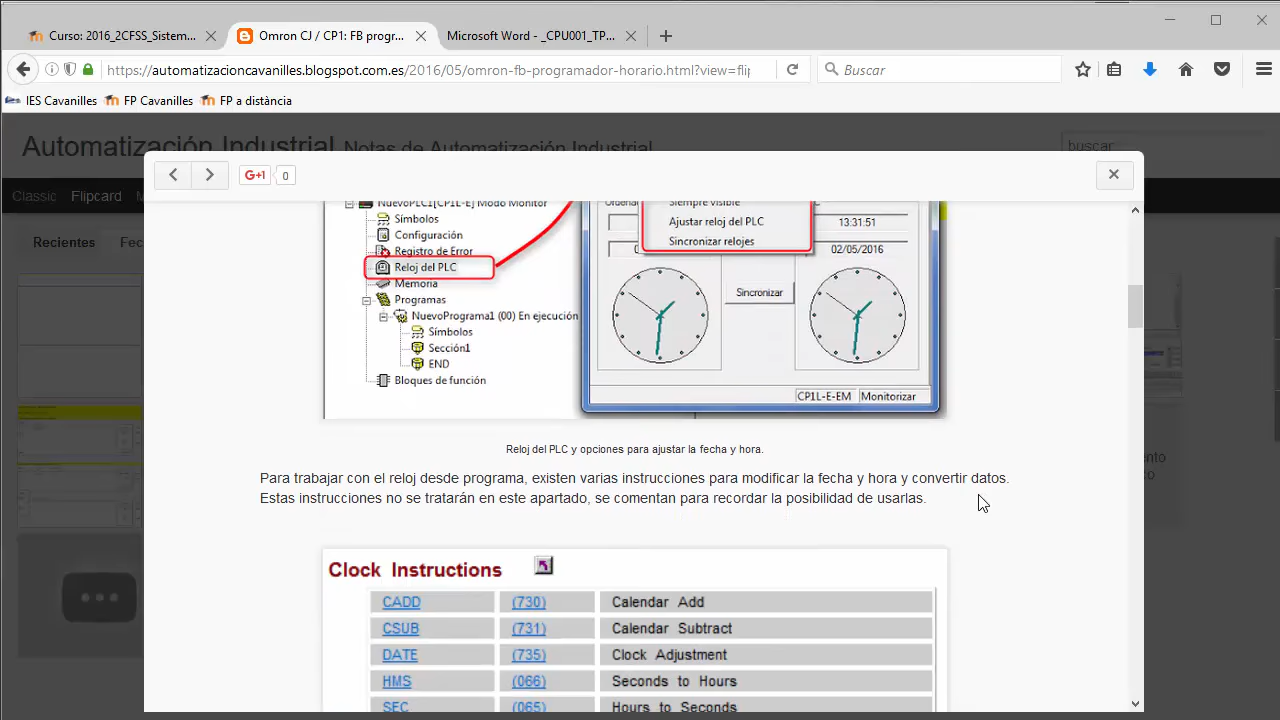 Curso: 2016_2CFSS_Sistem...
Omron CJ / CP1: FB progr...
Microsoft Word - _CPU001_TP...
https://automatizacioncavanilles.blogspot.com.es/2016/05/omron-fb-programador-horario.html?view=flip
Buscar
IES Cavanilles
FP Cavanilles
FP a distància
Automatización Industrial Notas de Automatización Industrial
buscar
Classic
Flipcard
Recientes
G+1
0
NuevoPLC1[CP1L-E] Modo Monitor
Símbolos
Configuración
Registro de Error
Reloj del PLC
Memoria
Programas
NuevoPrograma1 (00) En ejecución
Símbolos
Sección1
END
Bloques de función
Siempre visible
Ajustar reloj del PLC
Sincronizar relojes
13:31:51
02/05/2016
Sincronizar
CP1L-E-EM
Monitorizar
Reloj del PLC y opciones para ajustar la fecha y hora.
Para trabajar con el reloj desde programa, existen varias instrucciones para modificar la fecha y hora y convertir datos.
Estas instrucciones no se tratarán en este apartado, se comentan para recordar la posibilidad de usarlas.
Clock Instructions
CADD (730) Calendar Add
CSUB (731) Calendar Subtract
DATE (735) Clock Adjustment
HMS (066) Seconds to Hours
SEC (065) Hours to Seconds